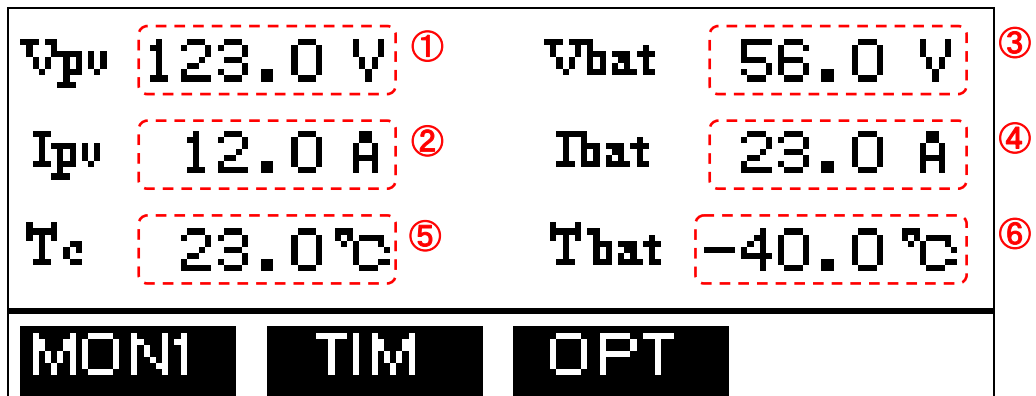 Vpv 123.0 V ① Vbat 56.0 V ③
Ipv 12.0 A ② Ibat 23.0 A ④
Tc 23.0℃ ⑤ Tbat -40.0℃ ⑥
MON1 TIM OPT